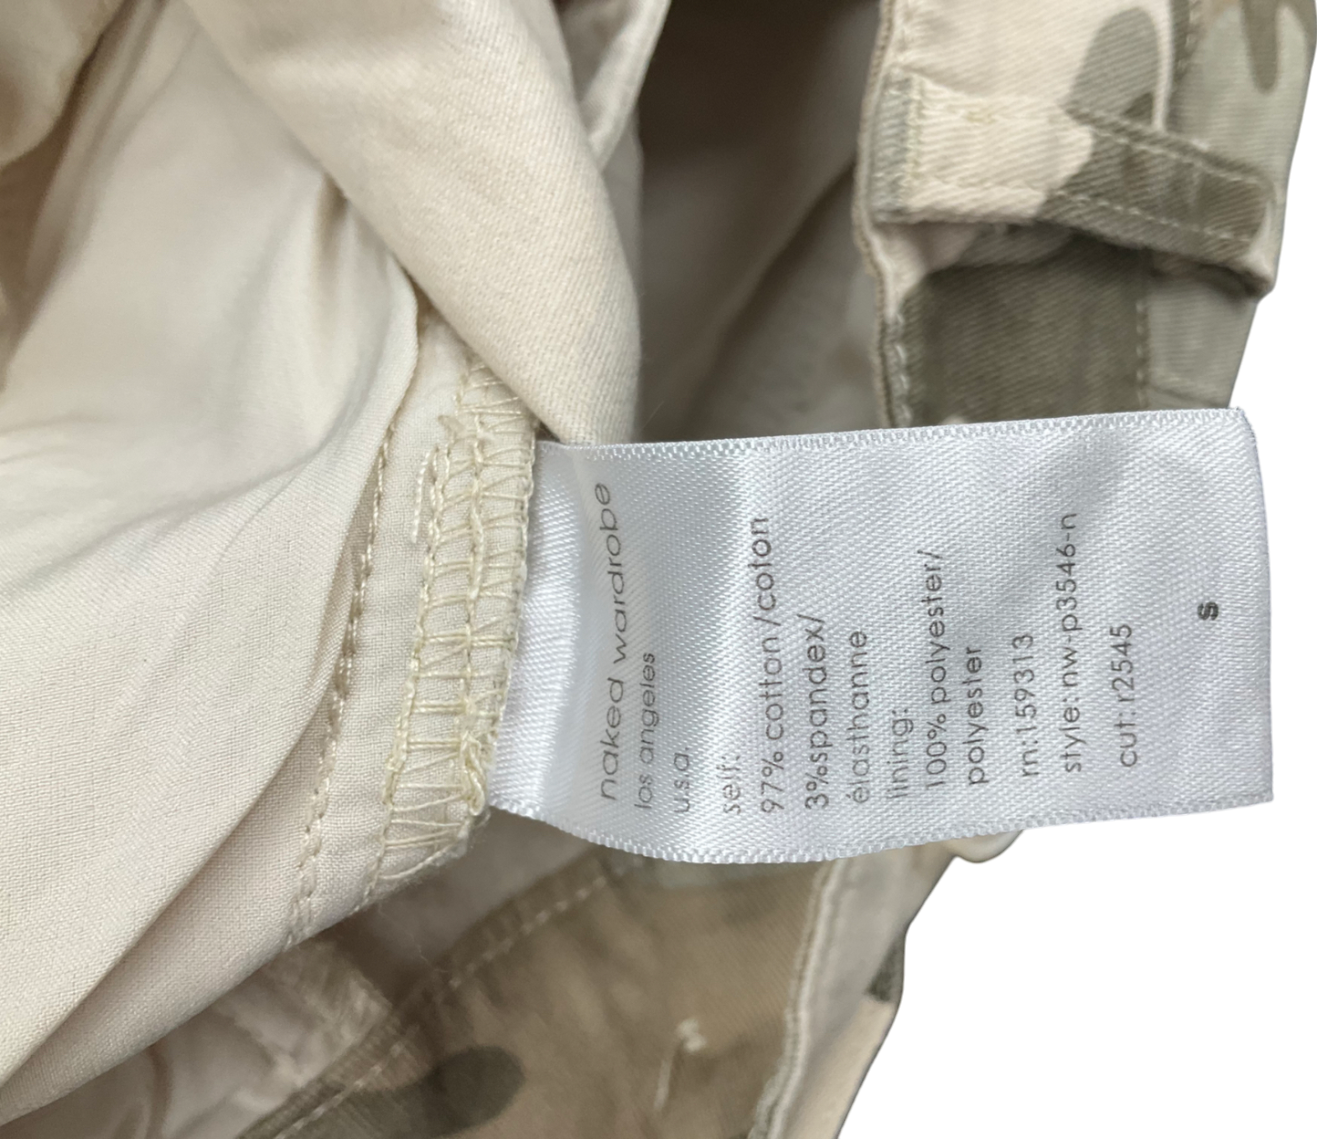 naked wardrobe
los angeles
u.s.a.
self:
97% cotton/coton
3%spandex/
élasthanne
lining:
100% polyester/
polyester
rn:159313
style:nw-p3546-n
cut:r2545
s